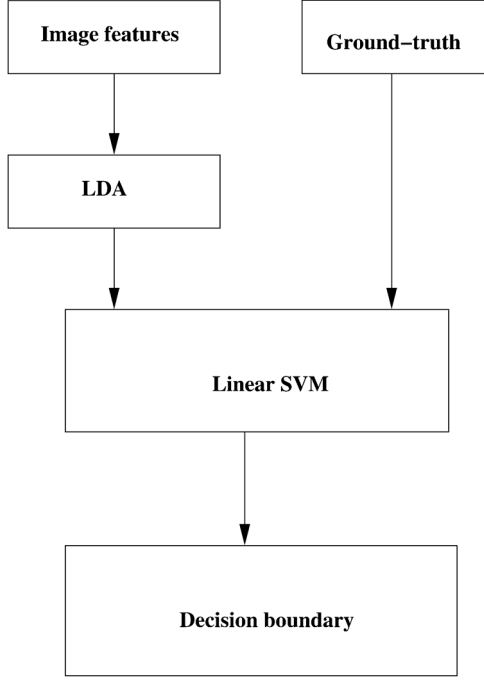 Image features
Ground–truth
LDA
Linear SVM
Decision boundary